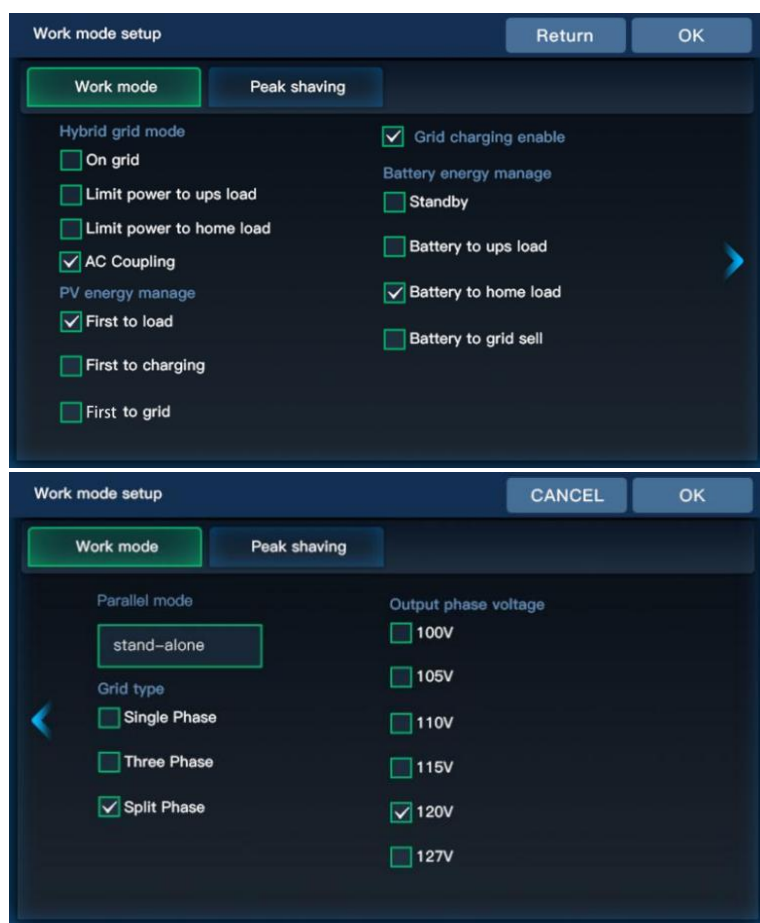 Work mode setup
Return
OK
Work mode
Peak shaving
Hybrid grid mode
On grid
Limit power to ups load
Limit power to home load
AC Coupling
PV energy manage
First to load
First to charging
First to grid
Grid charging enable
Battery energy manage
Standby
Battery to ups load
Battery to home load
Battery to grid sell
Work mode setup
CANCEL
OK
Work mode
Peak shaving
Parallel mode
stand-alone
Grid type
Single Phase
Three Phase
Split Phase
Output phase voltage
100V
105V
110V
115V
120V
127V